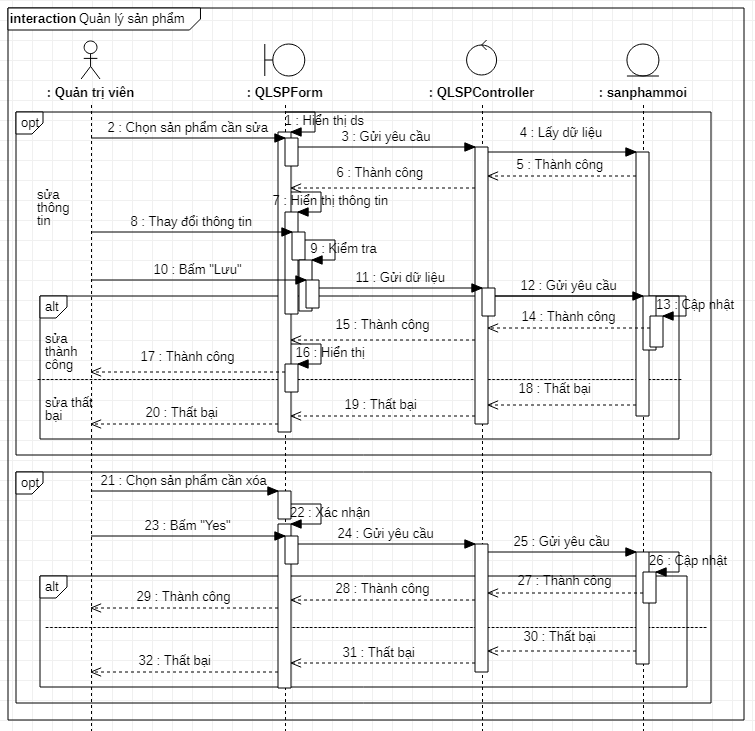 interaction Quản lý sản phẩm
: Quản trị viên
: QLSPForm
: QLSPController
: sanphammoi
opt
1 : Hiển thị ds
2 : Chọn sản phẩm cần sửa
3 : Gửi yêu cầu
4 : Lấy dữ liệu
5 : Thành công
6 : Thành công
sửa
thông
tin
7 : Hiển thị thông tin
8 : Thay đổi thông tin
9 : Kiểm tra
10 : Bấm "Lưu"
11 : Gửi dữ liệu
12 : Gửi yêu cầu
alt
13 : Cập nhật
14 : Thành công
15 : Thành công
sửa
thành
công
16 : Hiển thị
17 : Thành công
18 : Thất bại
sửa thất
bại
19 : Thất bại
20 : Thất bại
opt
21 : Chọn sản phẩm cần xóa
22 : Xác nhận
23 : Bấm "Yes"
24 : Gửi yêu cầu
25 : Gửi yêu cầu
26 : Cập nhật
alt
27 : Thành công
28 : Thành công
29 : Thành công
30 : Thất bại
31 : Thất bại
32 : Thất bại